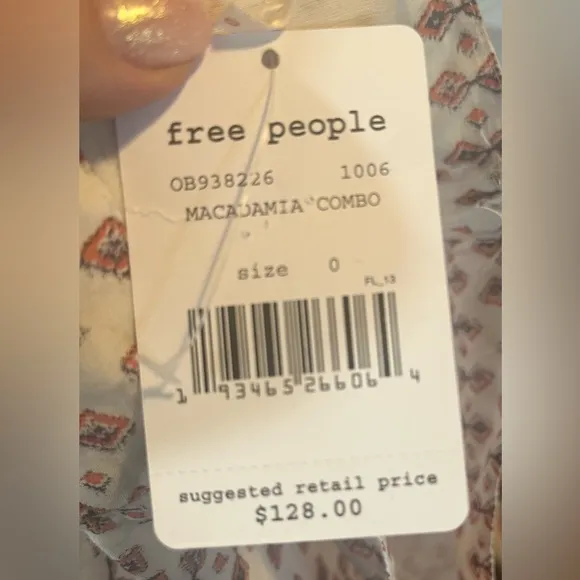 free people
OB938226 1006
MACADAMIA COMBO
size 0
FL_13
1 93465 26606 4
suggested retail price
$128.00